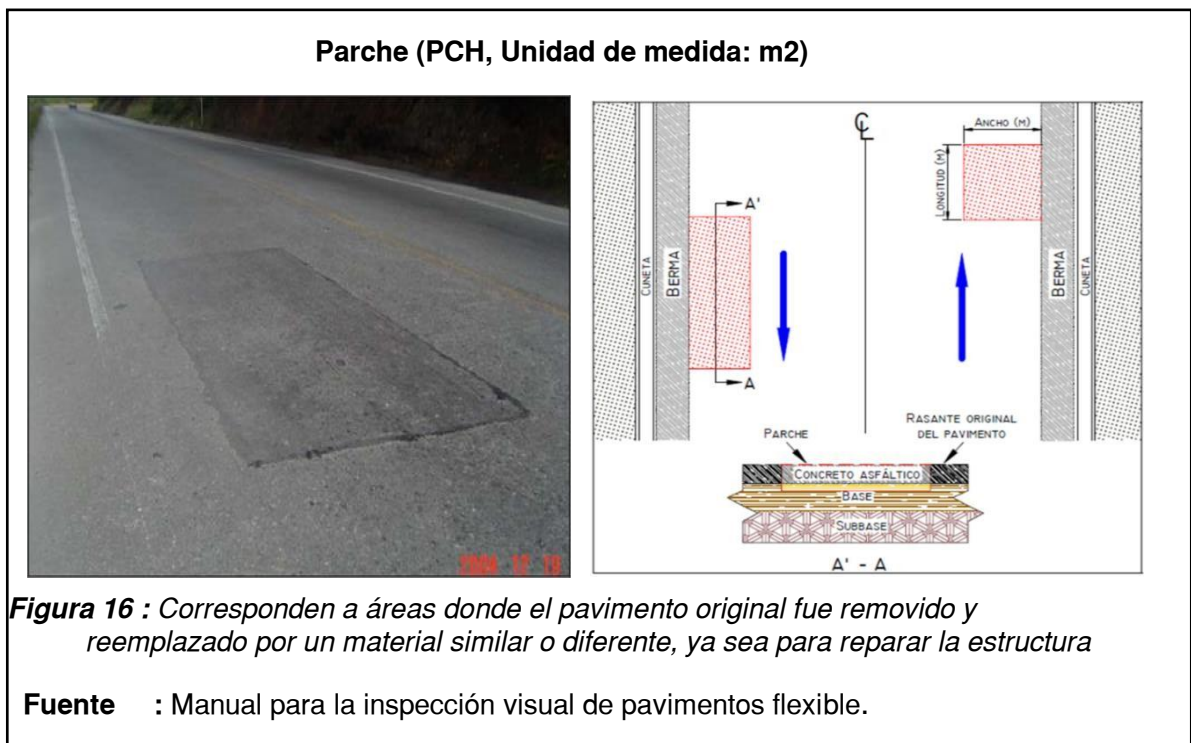 Parche (PCH, Unidad de medida: m2)
2004 12 18
℄
ANCHO (M)
LONGITUD (M)
A'
CUNETA
BERMA
BERMA
CUNETA
A
PARCHE
RASANTE ORIGINAL
DEL PAVIMENTO
CONCRETO ASFÁLTICO
BASE
SUBBASE
A' - A
Figura 16 : Corresponden a áreas donde el pavimento original fue removido y
reemplazado por un material similar o diferente, ya sea para reparar la estructura
Fuente : Manual para la inspección visual de pavimentos flexible.